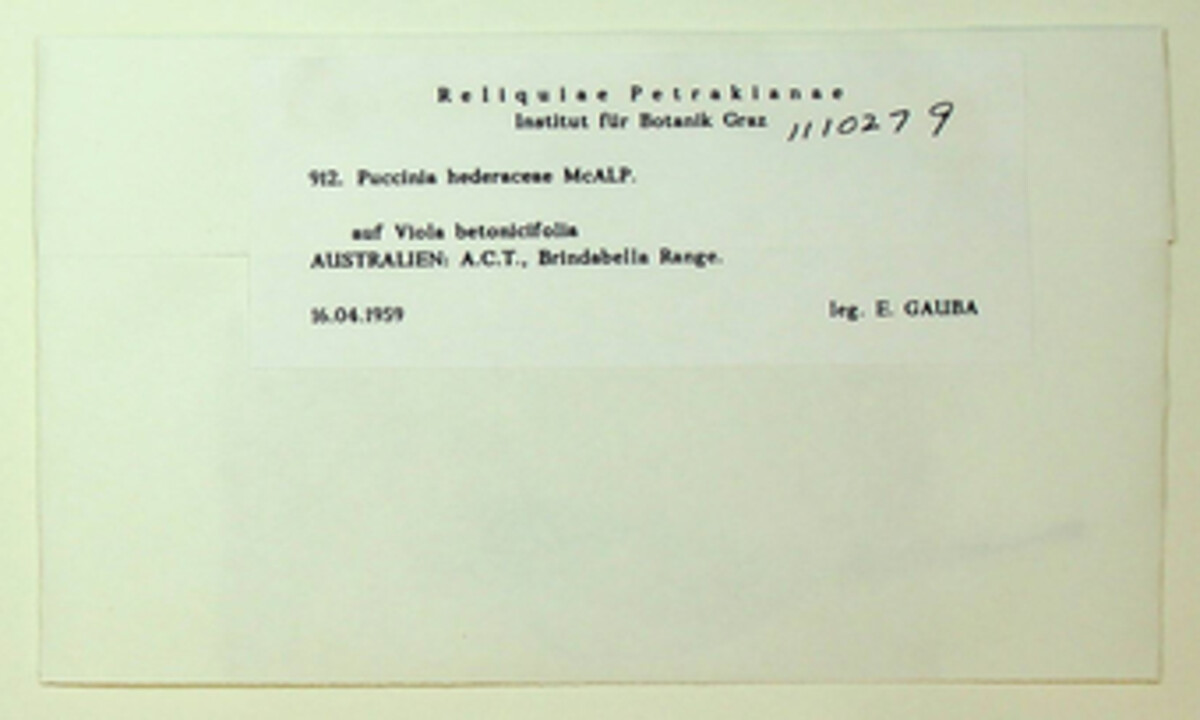 Reliquiae Petrakianae
Institut für Botanik Graz 1110279
912. Puccinia hederaceae McALP.
auf Viola betonicifolia
AUSTRALIEN: A.C.T., Brindabella Range.
16.04.1959 leg. E. GAUBA